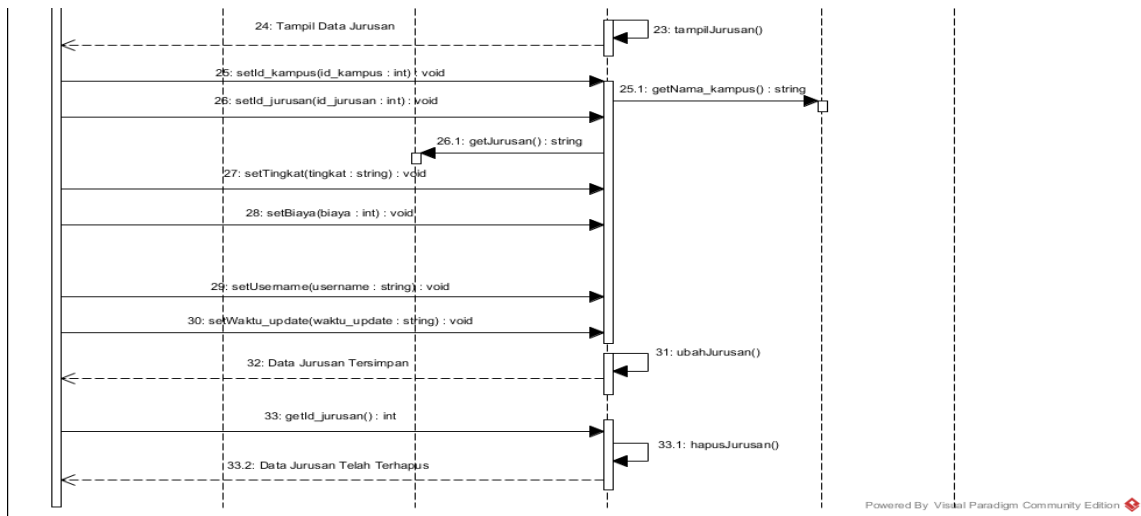 24: Tampil Data Jurusan
23: tampilJurusan()
25: setId_kampus(id_kampus : int) : void
25.1: getNama_kampus() : string
26: setId_jurusan(id_jurusan : int) : void
26.1: getJurusan() : string
27: setTingkat(tingkat : string) : void
28: setBiaya(biaya : int) : void
29: setUsername(username : string) : void
30: setWaktu_update(waktu_update : string) : void
31: ubahJurusan()
32: Data Jurusan Tersimpan
33: getId_jurusan() : int
33.1: hapusJurusan()
33.2: Data Jurusan Telah Terhapus
Powered By Visual Paradigm Community Edition